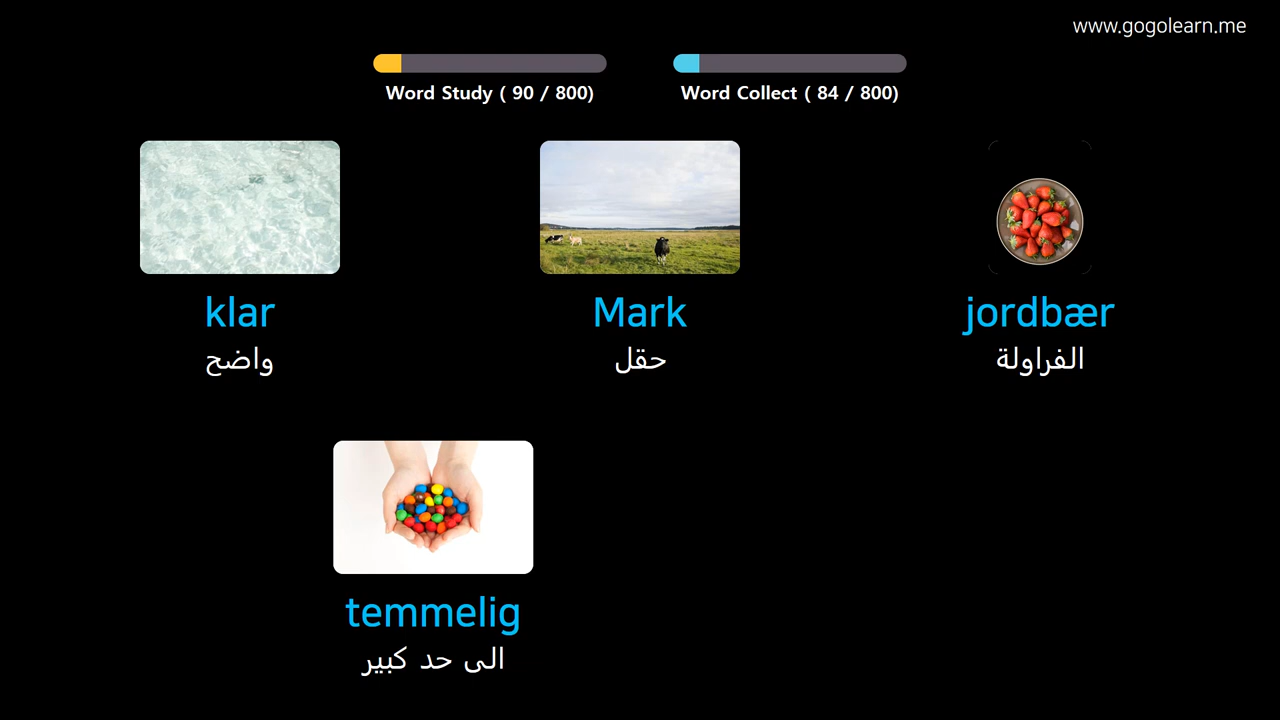 www.gogolearn.me
Word Study ( 90 / 800)
Word Collect ( 84 / 800)
klar
واضح
Mark
حقل
jordbær
الفراولة
temmelig
الى حد كبير